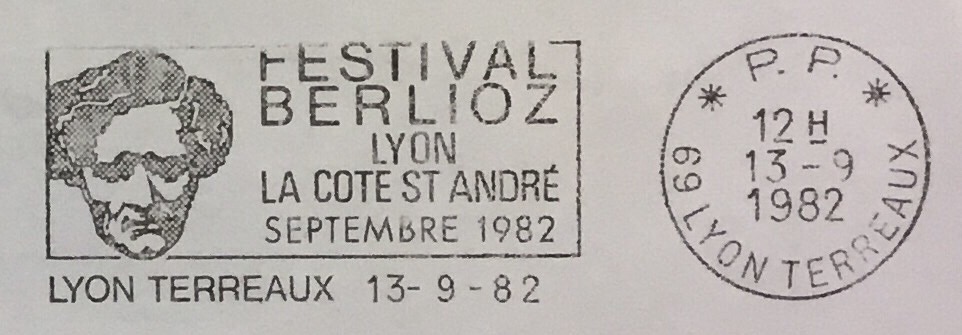 FESTIVAL
BERLIOZ
LYON
LA COTE ST ANDRÉ
SEPTEMBRE 1982
LYON TERREAUX 13-9-82
* P. P. *
12 H
13-9
1982
69 LYON TERREAUX